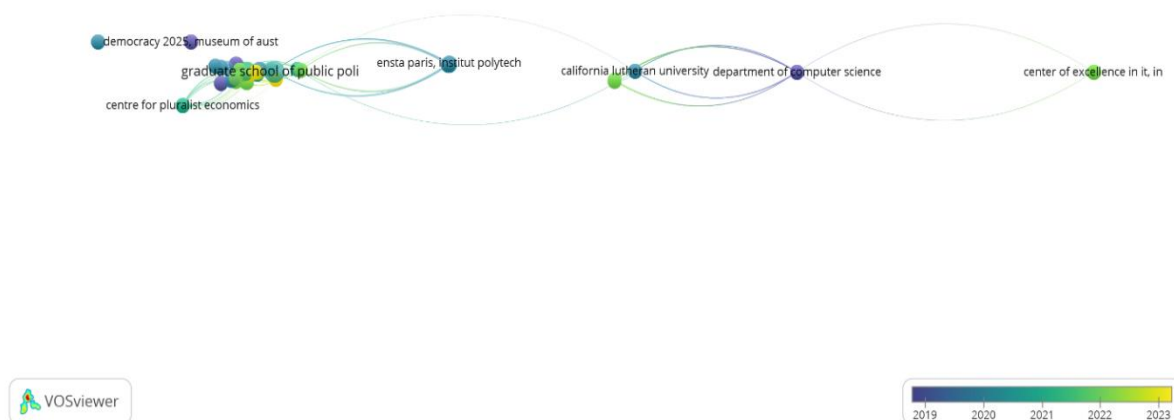 democracy 2025, museum of aust
graduate school of public poli
centre for pluralist economics
ensta paris, institut polytech
california lutheran university
department of computer science
center of excellence in it, in
VOSviewer
2019 2020 2021 2022 2023